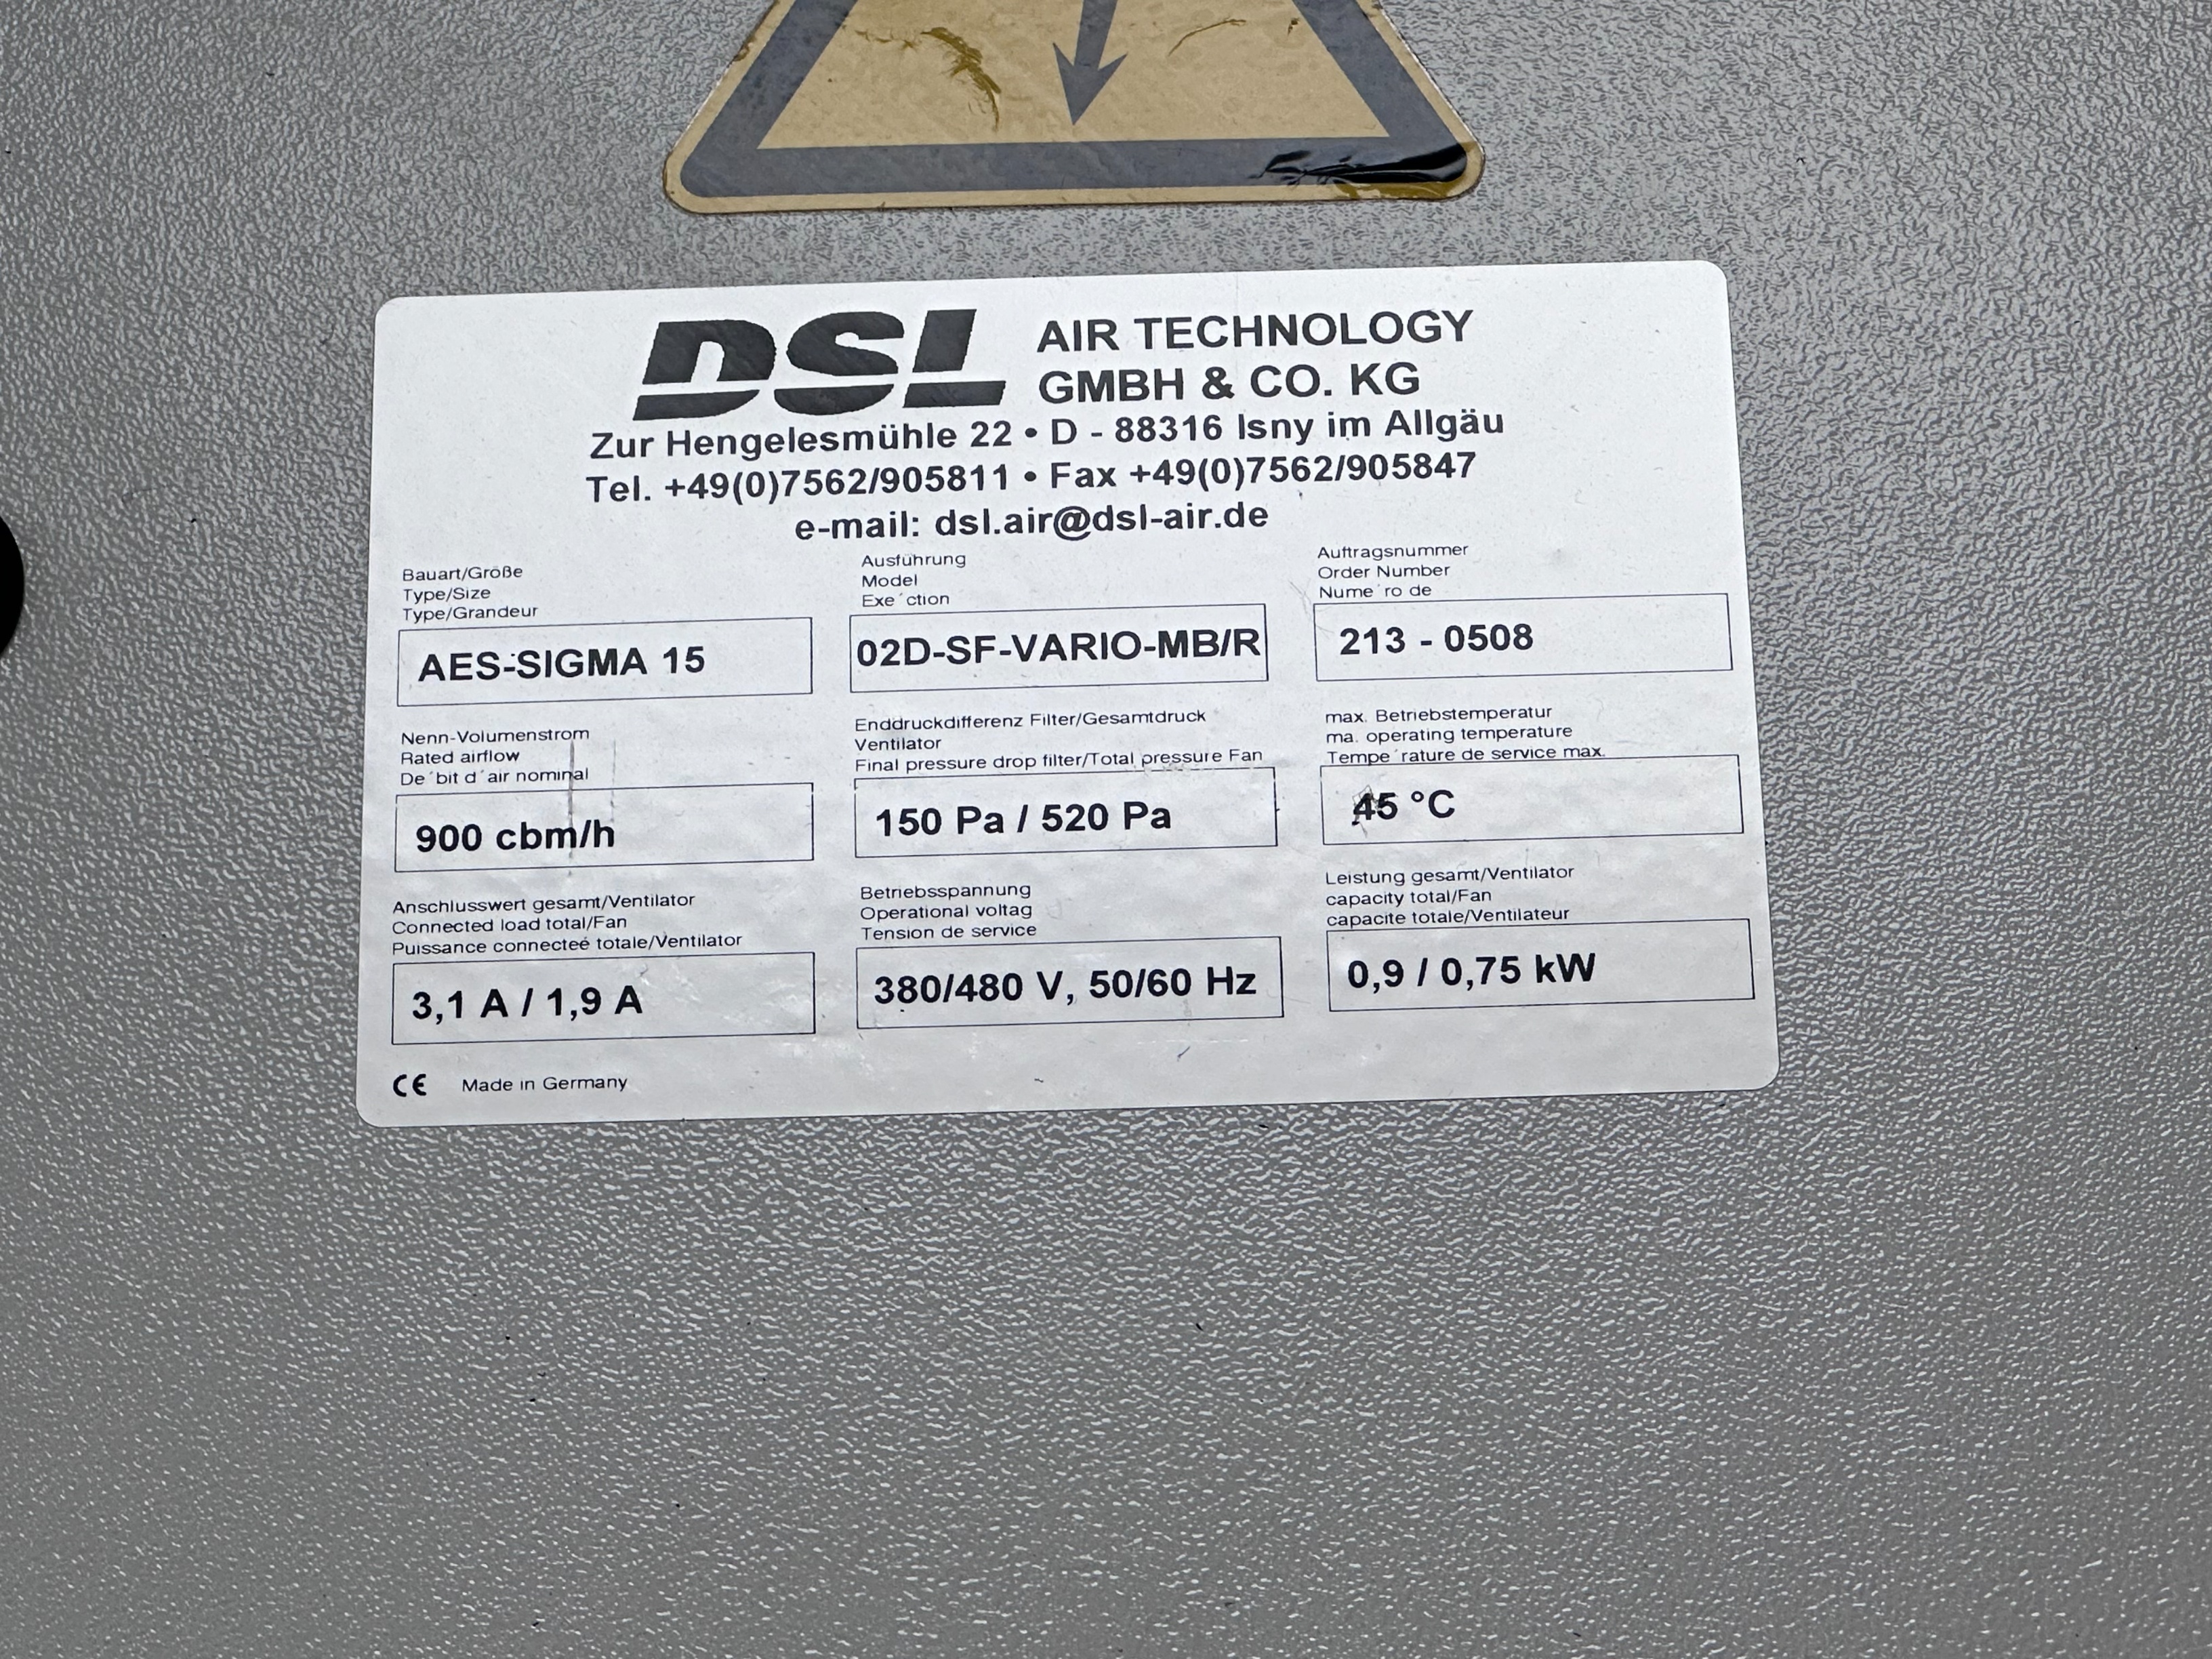 DSL AIR TECHNOLOGY
GMBH & CO. KG
Zur Hengelesmühle 22 • D - 88316 Isny im Allgäu
Tel. +49(0)7562/905811 • Fax +49(0)7562/905847
e-mail: dsl.air@dsl-air.de
Bauart/Größe
Type/Size
Type/Grandeur
AES-SIGMA 15
Ausführung
Model
Exe´ction
02D-SF-VARIO-MB/R
Auftragsnummer
Order Number
Nume´ro de
213 - 0508
Nenn-Volumenstrom
Rated airflow
De´bit d´air nominal
900 cbm/h
Enddruckdifferenz Filter/Gesamtdruck
Ventilator
Final pressure drop filter/Total pressure Fan
150 Pa / 520 Pa
max. Betriebstemperatur
ma. operating temperature
Tempe´rature de service max.
45 °C
Anschlusswert gesamt/Ventilator
Connected load total/Fan
Puissance connecteé totale/Ventilator
3,1 A / 1,9 A
Betriebsspannung
Operational voltag
Tension de service
380/480 V, 50/60 Hz
Leistung gesamt/Ventilator
capacity total/Fan
capacite totale/Ventilateur
0,9 / 0,75 kW
CE Made in Germany